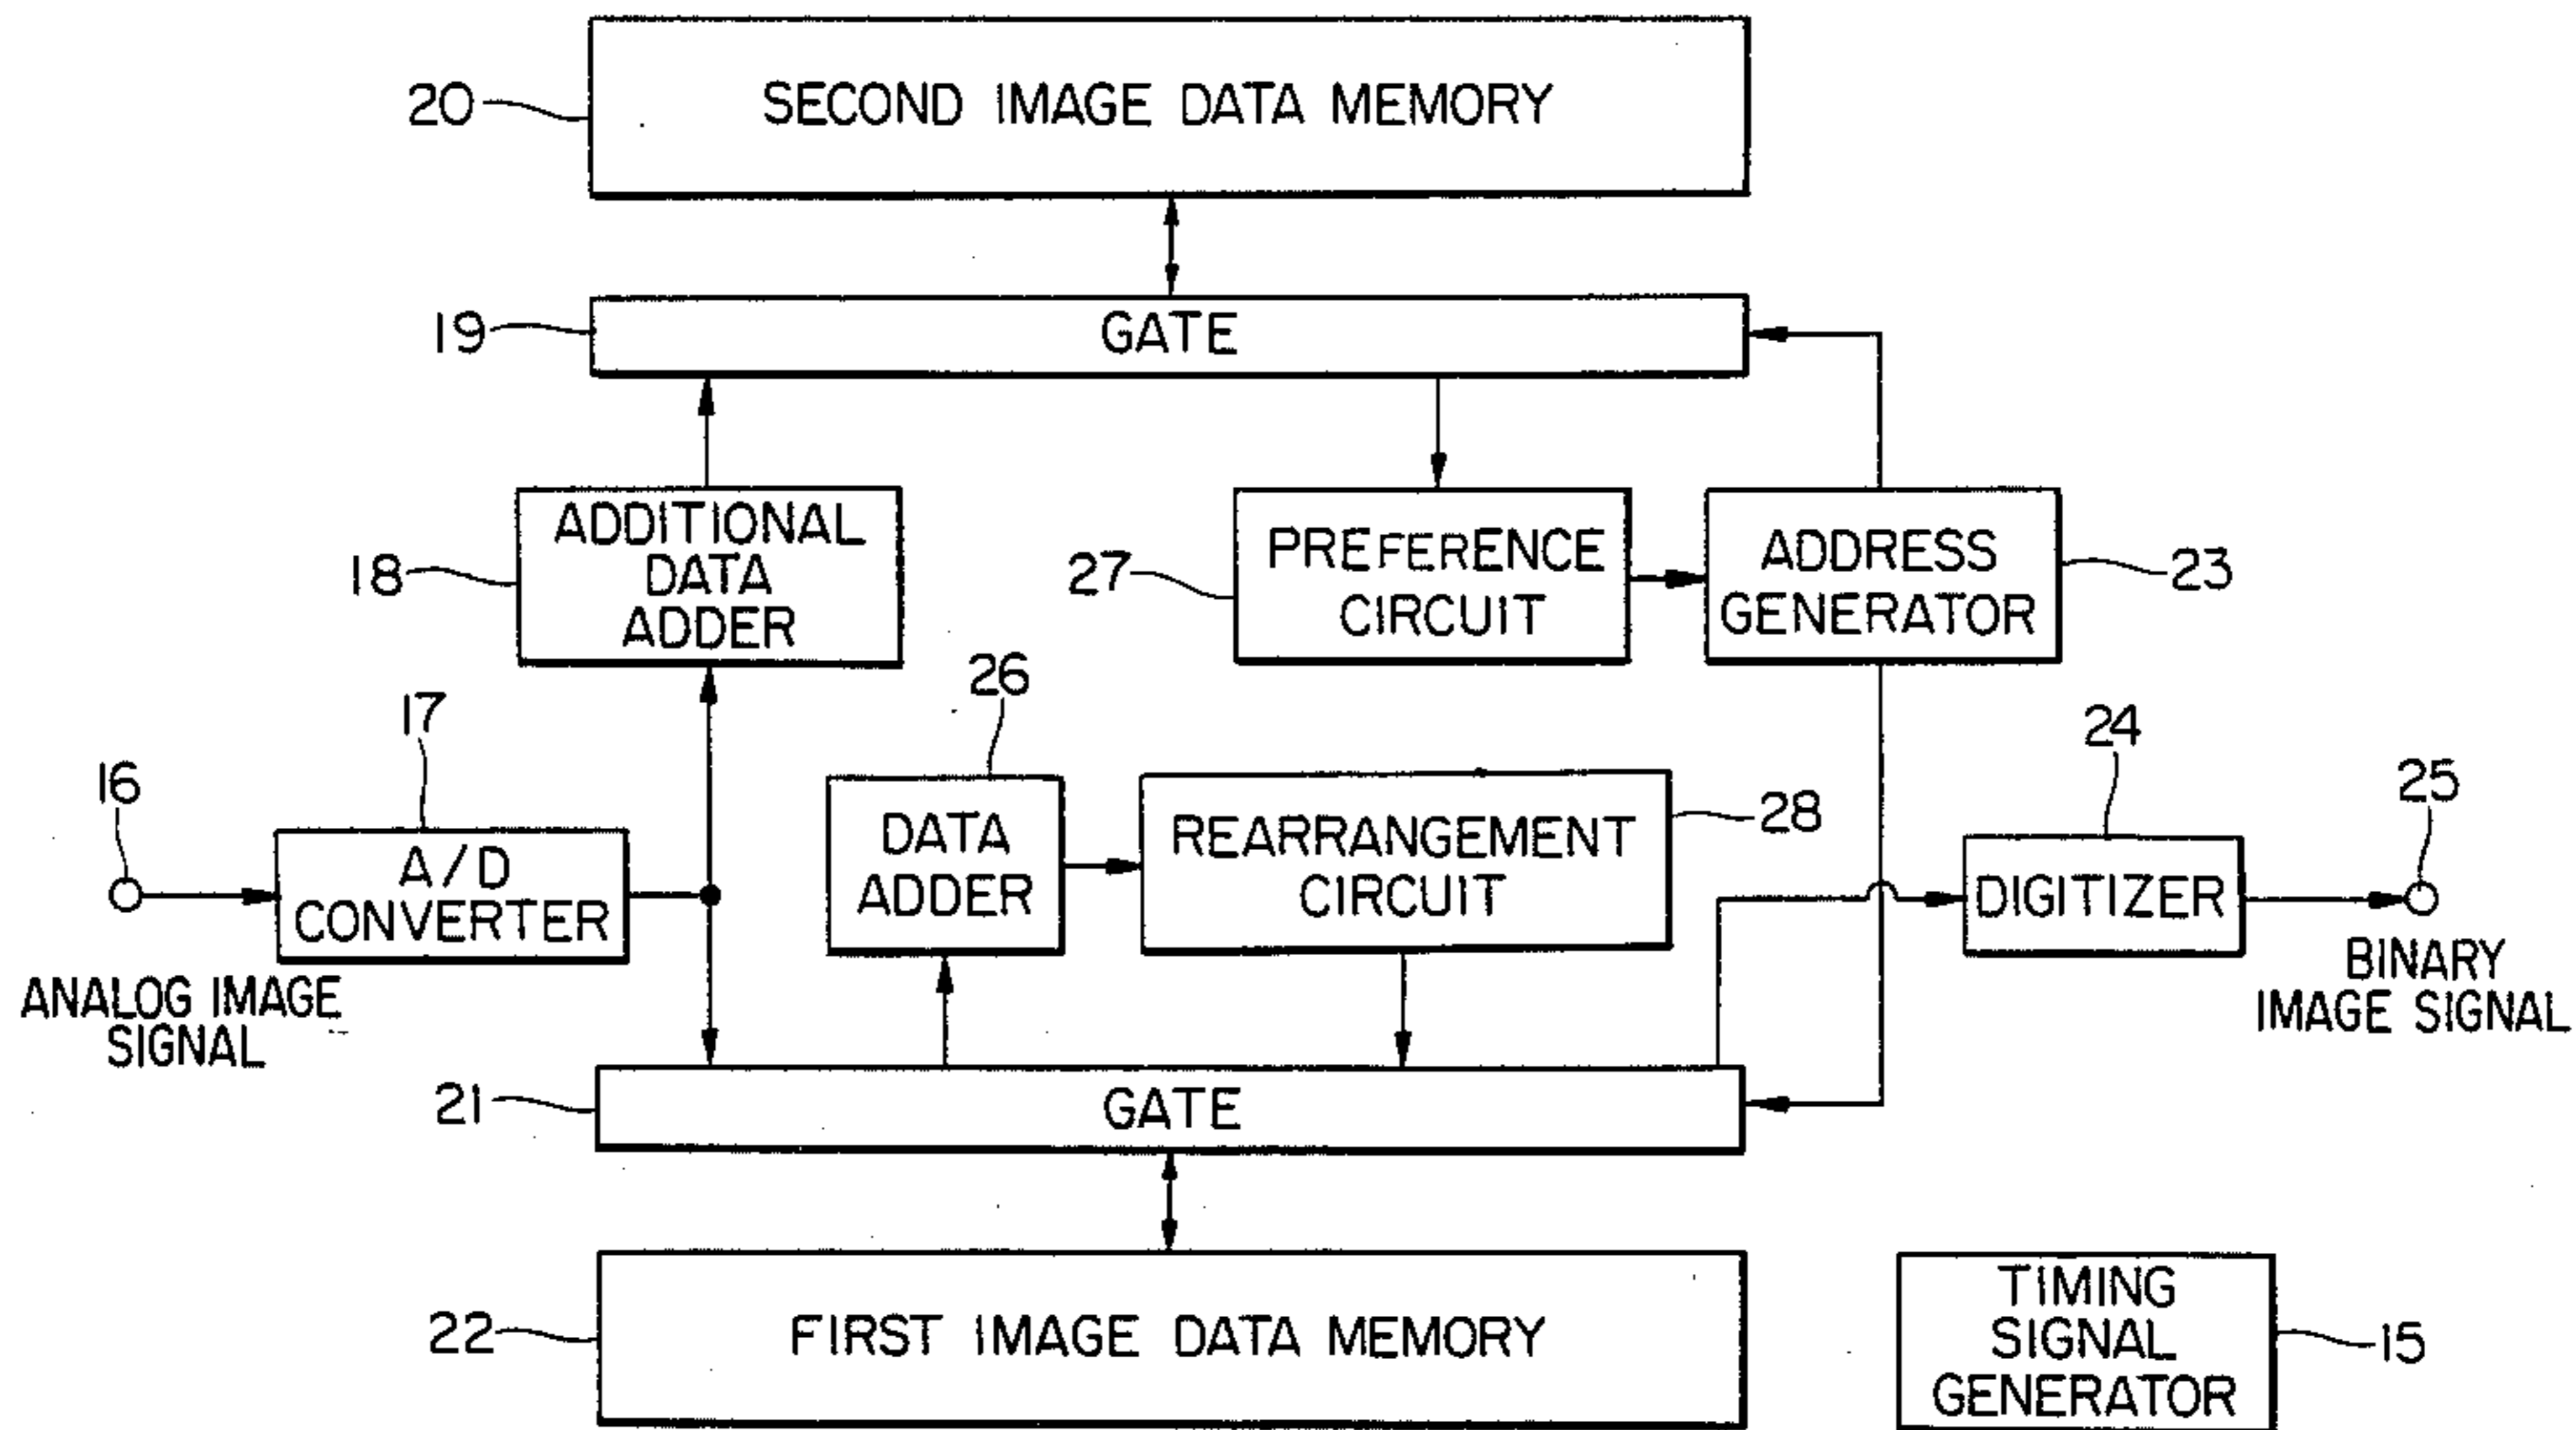 20
SECOND IMAGE DATA MEMORY
19
GATE
18
ADDITIONAL
DATA
ADDER
27
PREFERENCE
CIRCUIT
ADDRESS
GENERATOR
23
16
17
A/D
CONVERTER
ANALOG IMAGE
SIGNAL
26
DATA
ADDER
REARRANGEMENT
CIRCUIT
28
24
DIGITIZER
25
BINARY
IMAGE SIGNAL
21
GATE
22
FIRST IMAGE DATA MEMORY
TIMING
SIGNAL
GENERATOR
15